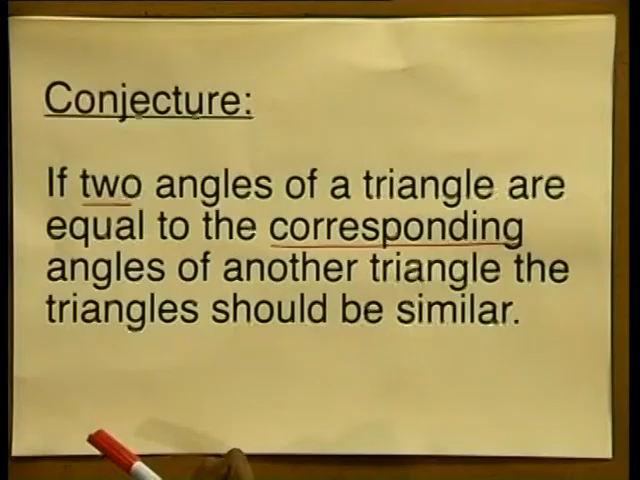 Conjecture:
If two angles of a triangle are
equal to the corresponding
angles of another triangle the
triangles should be similar.